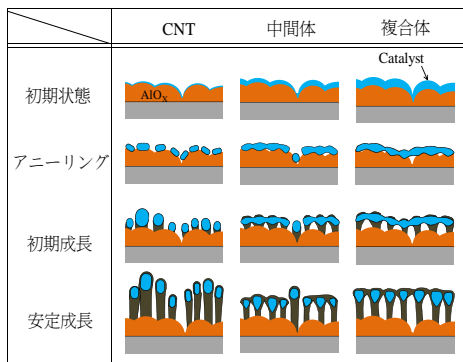 CNT 中間体 複合体
Catalyst
初期状態
AlOX
アニーリング
初期成長
安定成長